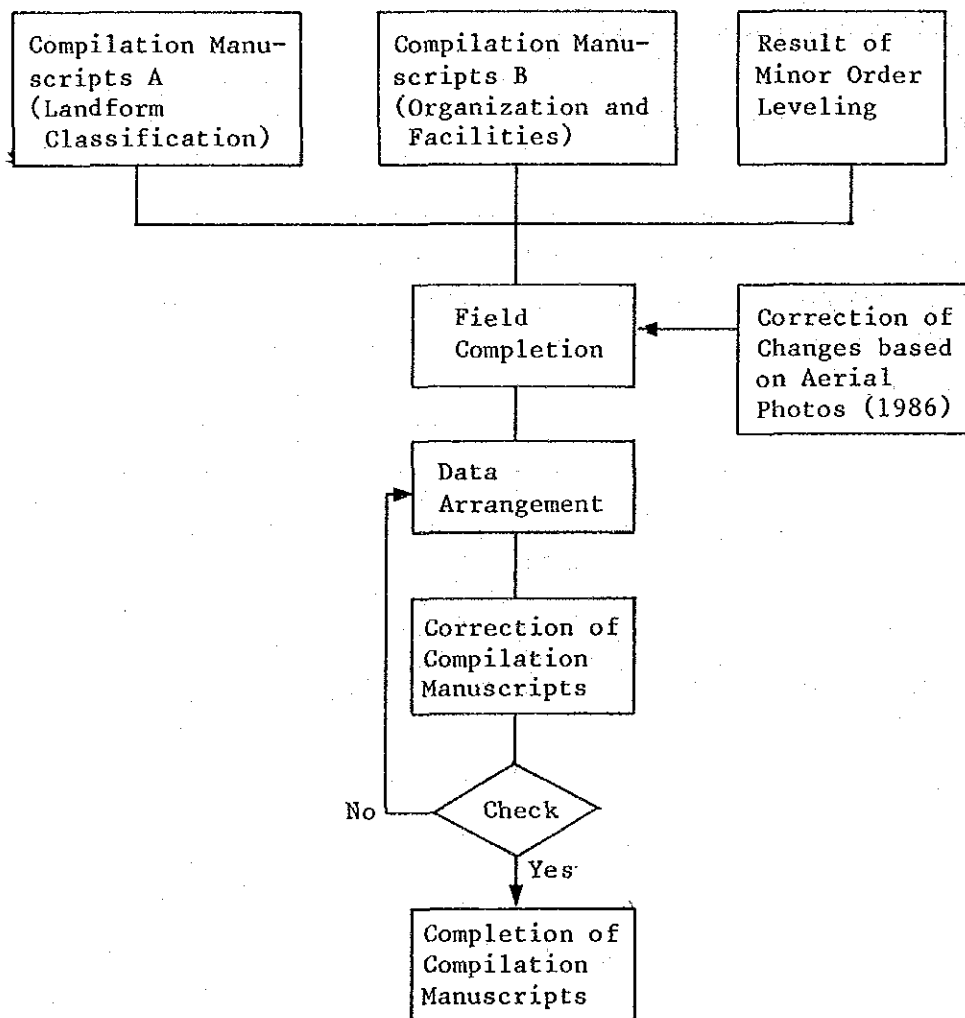 Compilation Manu-
scripts A
(Landform
Classification)
Compilation Manu-
scripts B
(Organization and
Facilities)
Result of
Minor Order
Leveling
Field
Completion
Correction of
Changes based
on Aerial
Photos (1986)
Data
Arrangement
Correction of
Compilation
Manuscripts
No
Check
Yes
Completion of
Compilation
Manuscripts